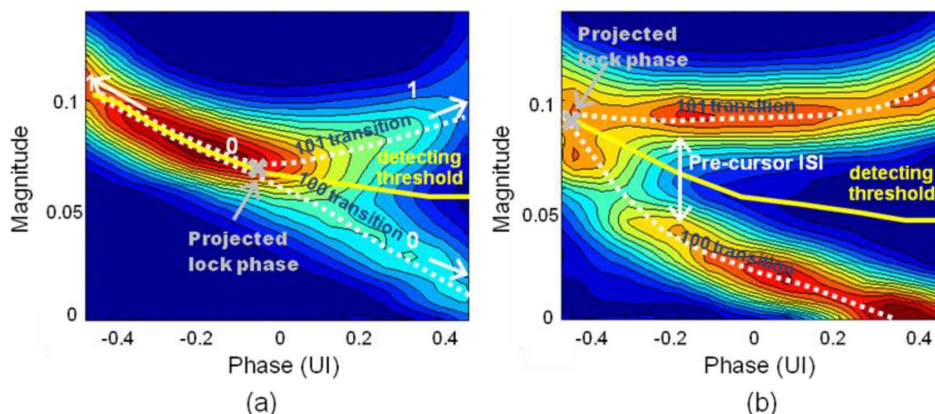 Magnitude
0.1
0.05
0
-0.4
-0.2
0
0.2
0.4
Phase (UI)
0
1
101 transition
100 transition
0
detecting
threshold
Projected
lock phase
(a)
Magnitude
0.1
0.05
0
-0.4
-0.2
0
0.2
0.4
Phase (UI)
Projected
lock phase
101 transition
Pre-cursor ISI
detecting
threshold
100 transition
(b)